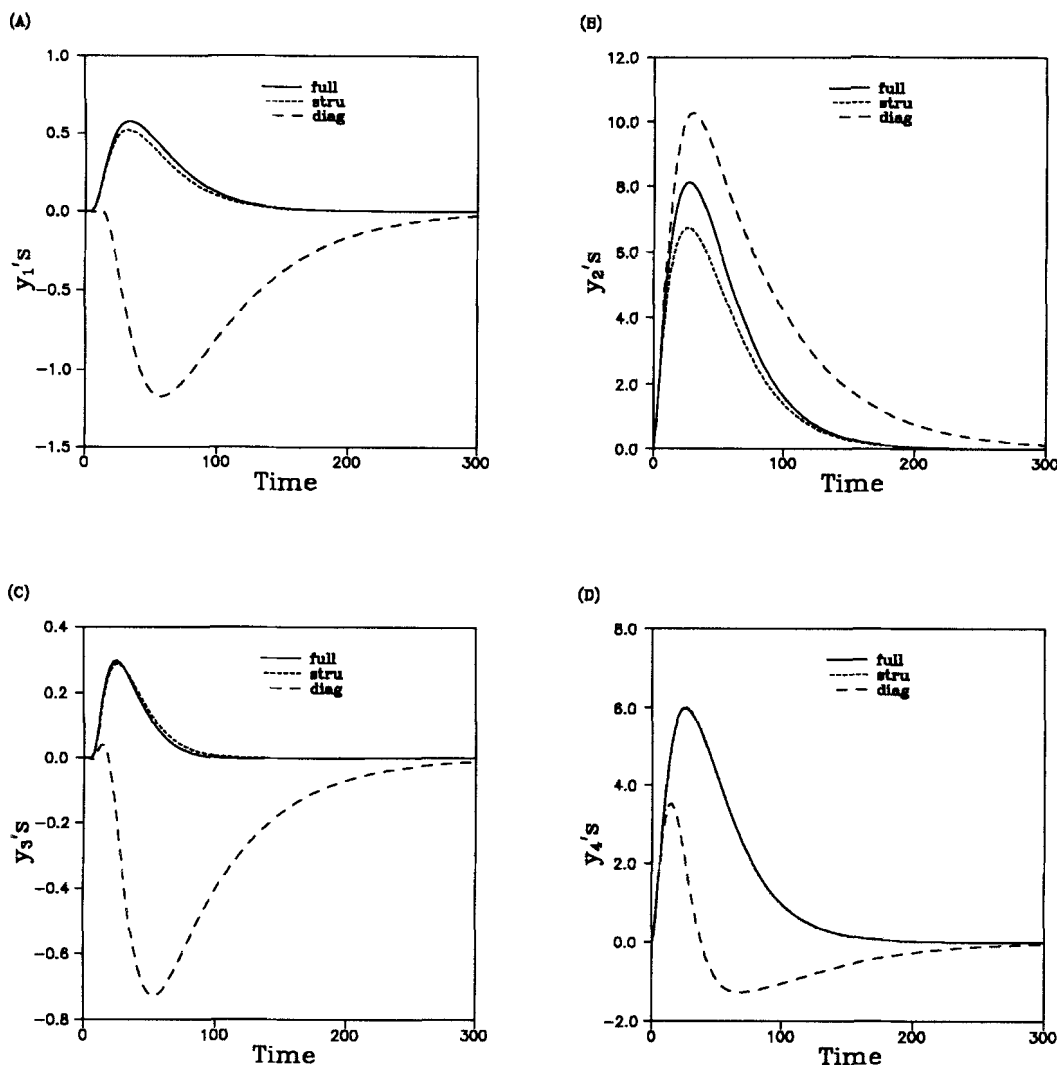 (A)
1.0
0.5
0.0
−0.5
−1.0
−1.5
y₁'s
full
stru
diag
0
100
200
300
Time
(B)
12.0
10.0
8.0
6.0
4.0
2.0
0.0
y₂'s
full
stru
diag
0
100
200
300
Time
(C)
0.4
0.2
0.0
−0.2
−0.4
−0.6
−0.8
y₃'s
full
stru
diag
0
100
200
300
Time
(D)
8.0
6.0
4.0
2.0
0.0
−2.0
y₄'s
full
stru
diag
0
100
200
300
Time